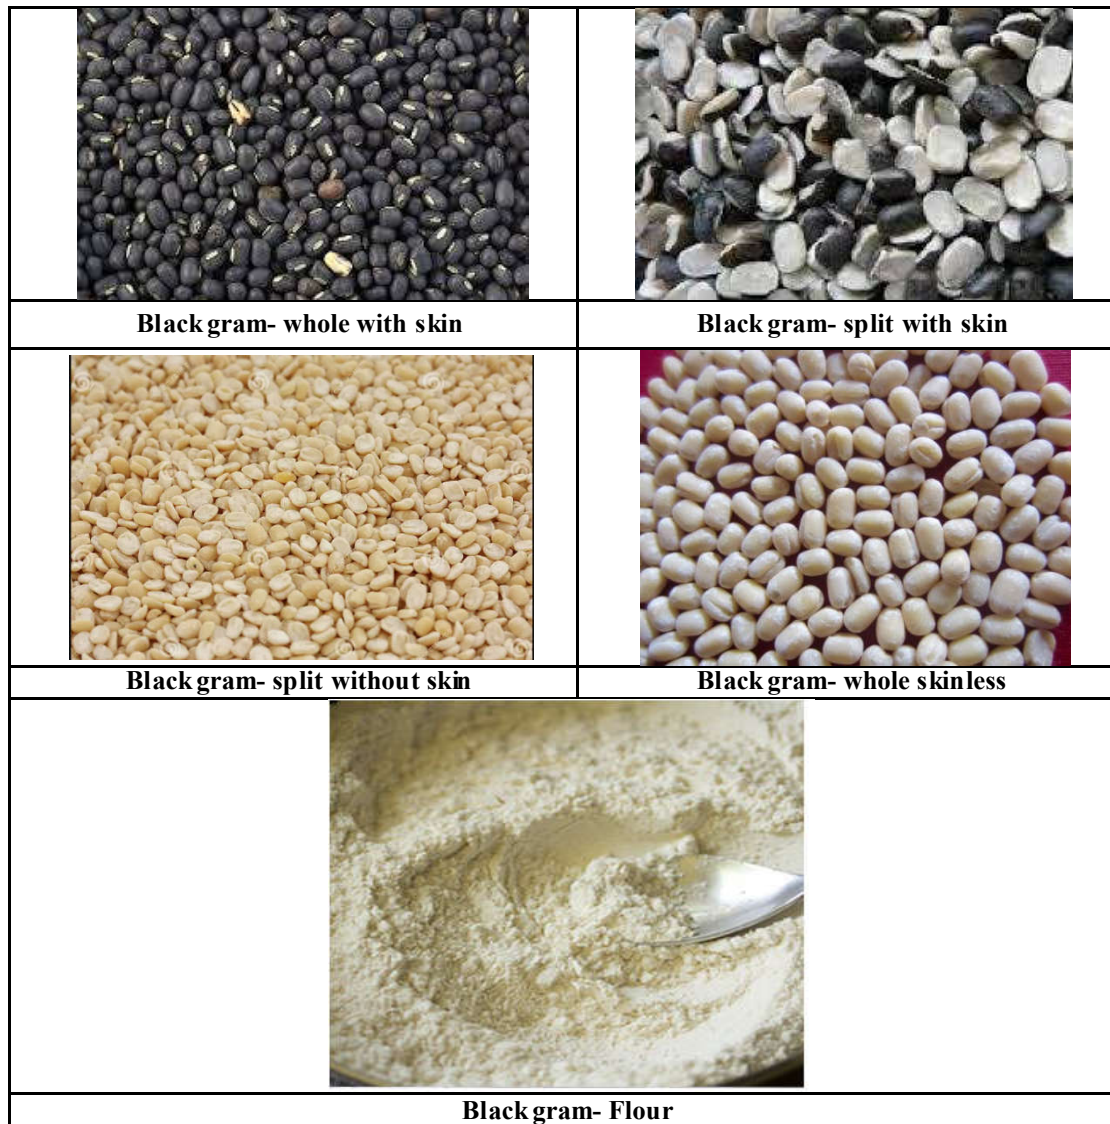 Black gram- whole with skin
Black gram- split with skin
Black gram- split without skin
Black gram- whole skinless
Black gram- Flour